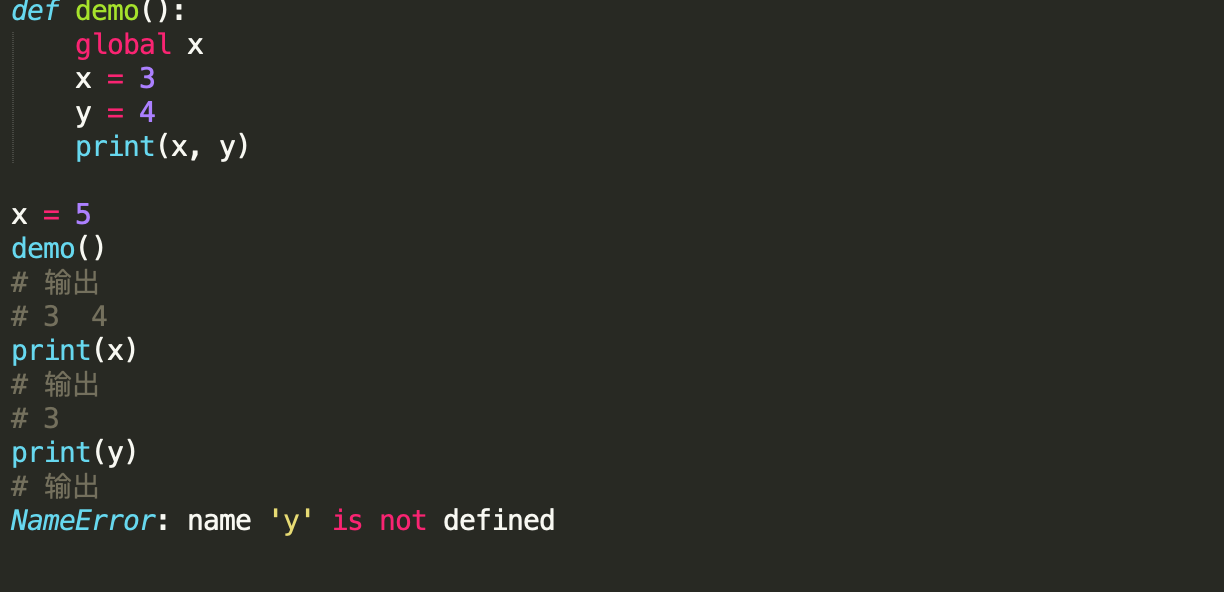 def demo():
    global x
    x = 3
    y = 4
    print(x, y)

x = 5
demo()
# 输出
# 3  4
print(x)
# 输出
# 3
print(y)
# 输出
NameError: name 'y' is not defined